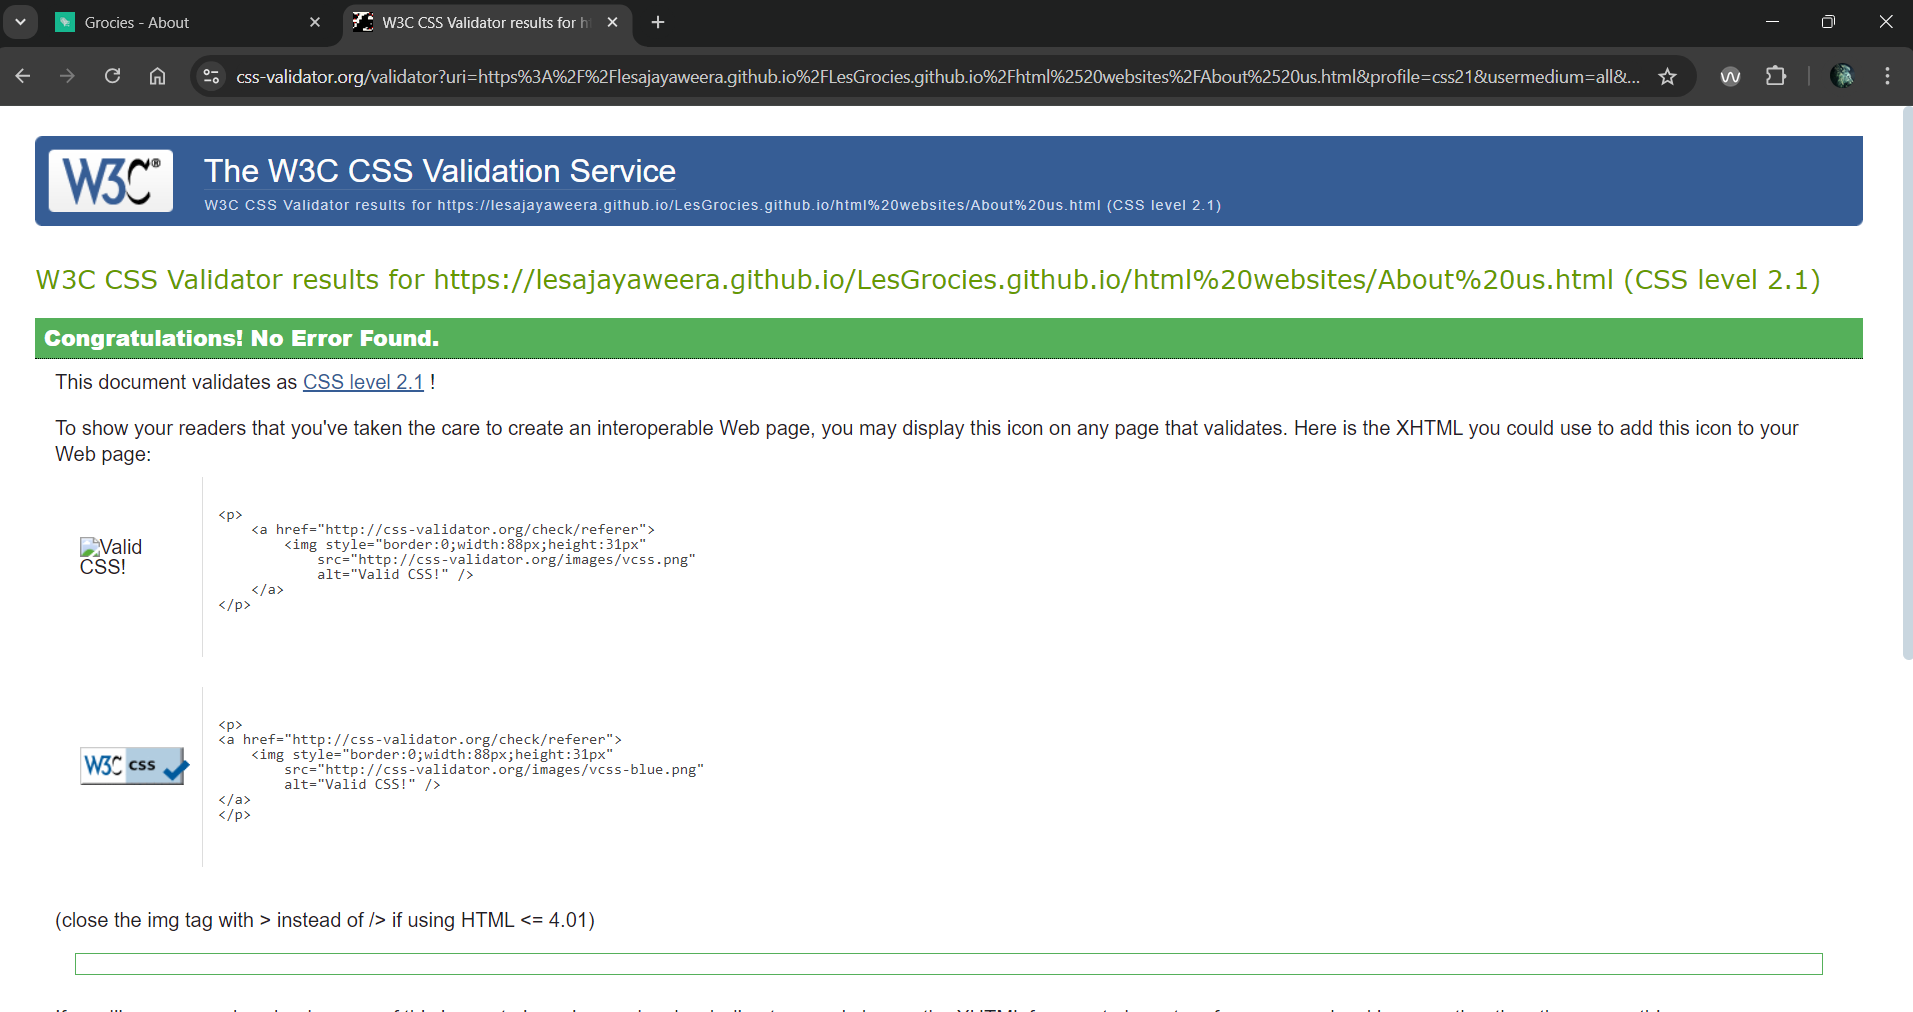 Grocies - About
W3C CSS Validator results for h
css-validator.org/validator?uri=https%3A%2F%2Flesajayaweera.github.io%2FLesGrocies.github.io%2Fhtml%2520websites%2FAbout%2520us.html&profile=css21&usermedium=all&...
W3C®
The W3C CSS Validation Service
W3C CSS Validator results for https://lesajayaweera.github.io/LesGrocies.github.io/html%20websites/About%20us.html (CSS level 2.1)
W3C CSS Validator results for https://lesajayaweera.github.io/LesGrocies.github.io/html%20websites/About%20us.html (CSS level 2.1)
Congratulations! No Error Found.
This document validates as CSS level 2.1 !
To show your readers that you've taken the care to create an interoperable Web page, you may display this icon on any page that validates. Here is the XHTML you could use to add this icon to your
Web page:
Valid
CSS!
<p>
<a href="http://css-validator.org/check/referer">
<img style="border:0;width:88px;height:31px"
src="http://css-validator.org/images/vcss.png"
alt="Valid CSS!" />
</a>
</p>
W3C css
<p>
<a href="http://css-validator.org/check/referer">
<img style="border:0;width:88px;height:31px"
src="http://css-validator.org/images/vcss-blue.png"
alt="Valid CSS!" />
</a>
</p>
(close the img tag with > instead of /> if using HTML <= 4.01)